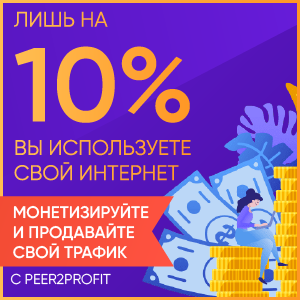 ЛИШЬ НА
10%
ВЫ ИСПОЛЬЗУЕТЕ
СВОЙ ИНТЕРНЕТ
МОНЕТИЗИРУЙТЕ
И ПРОДАВАЙТЕ
СВОЙ ТРАФИК
С PEER2PROFIT